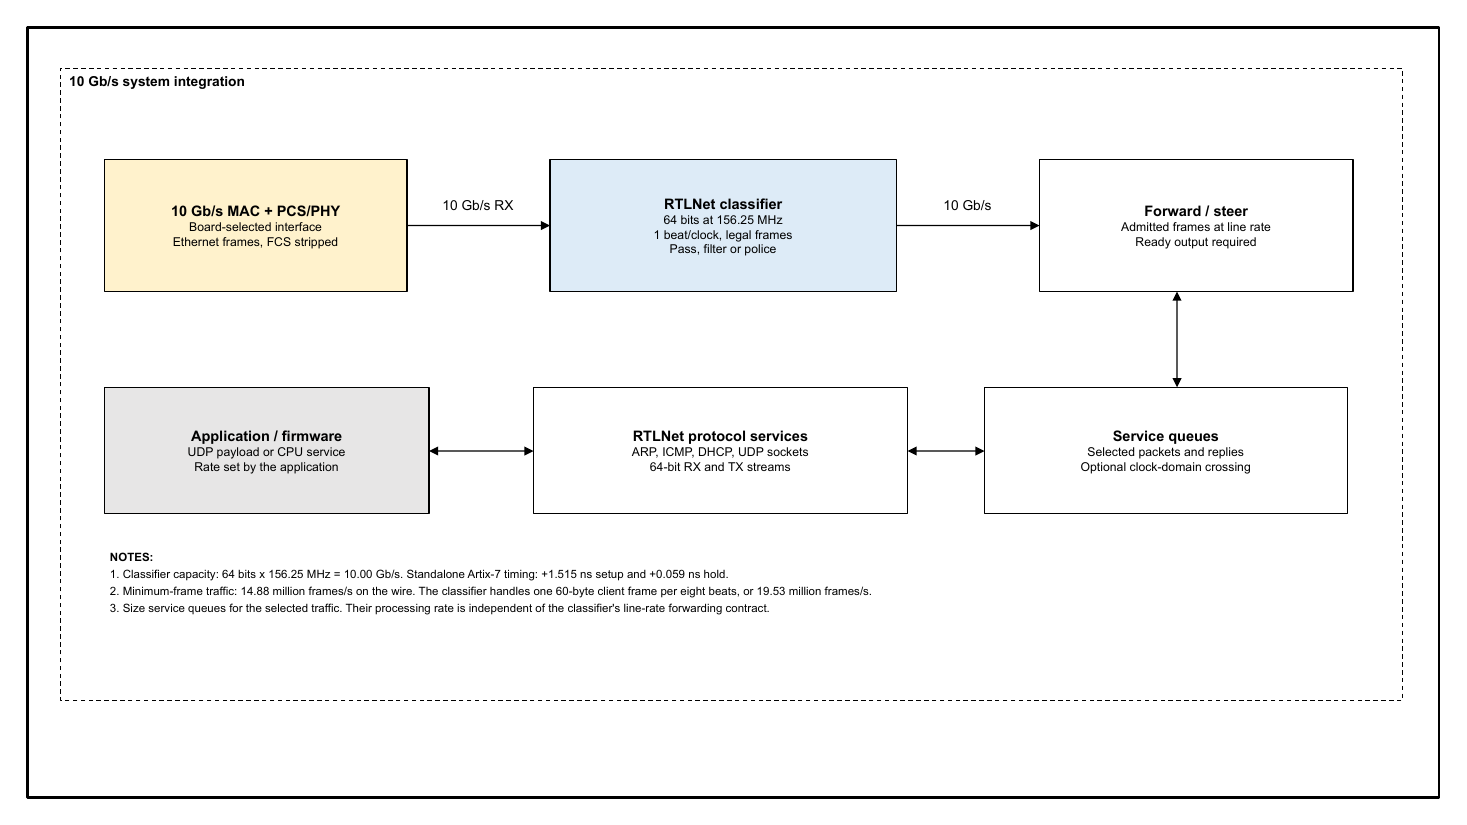 10 Gb/s system integration
10 Gb/s MAC + PCS/PHY
Board-selected interface
Ethernet frames, FCS stripped
10 Gb/s RX
RTLNet classifier
64 bits at 156.25 MHz
1 beat/clock, legal frames
Pass, filter or police
10 Gb/s
Forward / steer
Admitted frames at line rate
Ready output required
Application / firmware
UDP payload or CPU service
Rate set by the application
RTLNet protocol services
ARP, ICMP, DHCP, UDP sockets
64-bit RX and TX streams
Service queues
Selected packets and replies
Optional clock-domain crossing
NOTES:
1. Classifier capacity: 64 bits x 156.25 MHz = 10.00 Gb/s. Standalone Artix-7 timing: +1.515 ns setup and +0.059 ns hold.
2. Minimum-frame traffic: 14.88 million frames/s on the wire. The classifier handles one 60-byte client frame per eight beats, or 19.53 million frames/s.
3. Size service queues for the selected traffic. Their processing rate is independent of the classifier's line-rate forwarding contract.